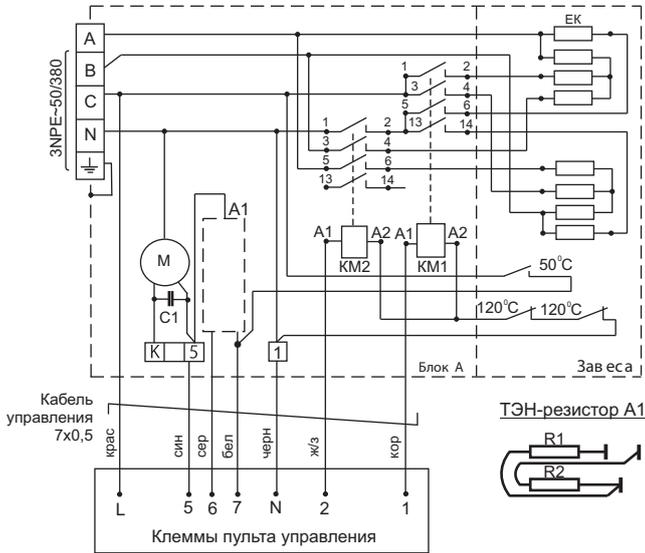 3NPE~50/380
A
B
C
N
EK
1
2
3
4
5
6
13
14
1
2
3
4
5
6
13
14
A1
M
C1
K
5
1
A1
A2
KM2
A1
A2
KM1
50°C
120°C
120°C
Блок А
Завеса
Кабель
управления
7x0,5
крас
син
сер
бел
черн
ж/з
кор
L
5
6
7
N
2
1
Клеммы пульта управления
ТЭН-резистор А1
R1
R2